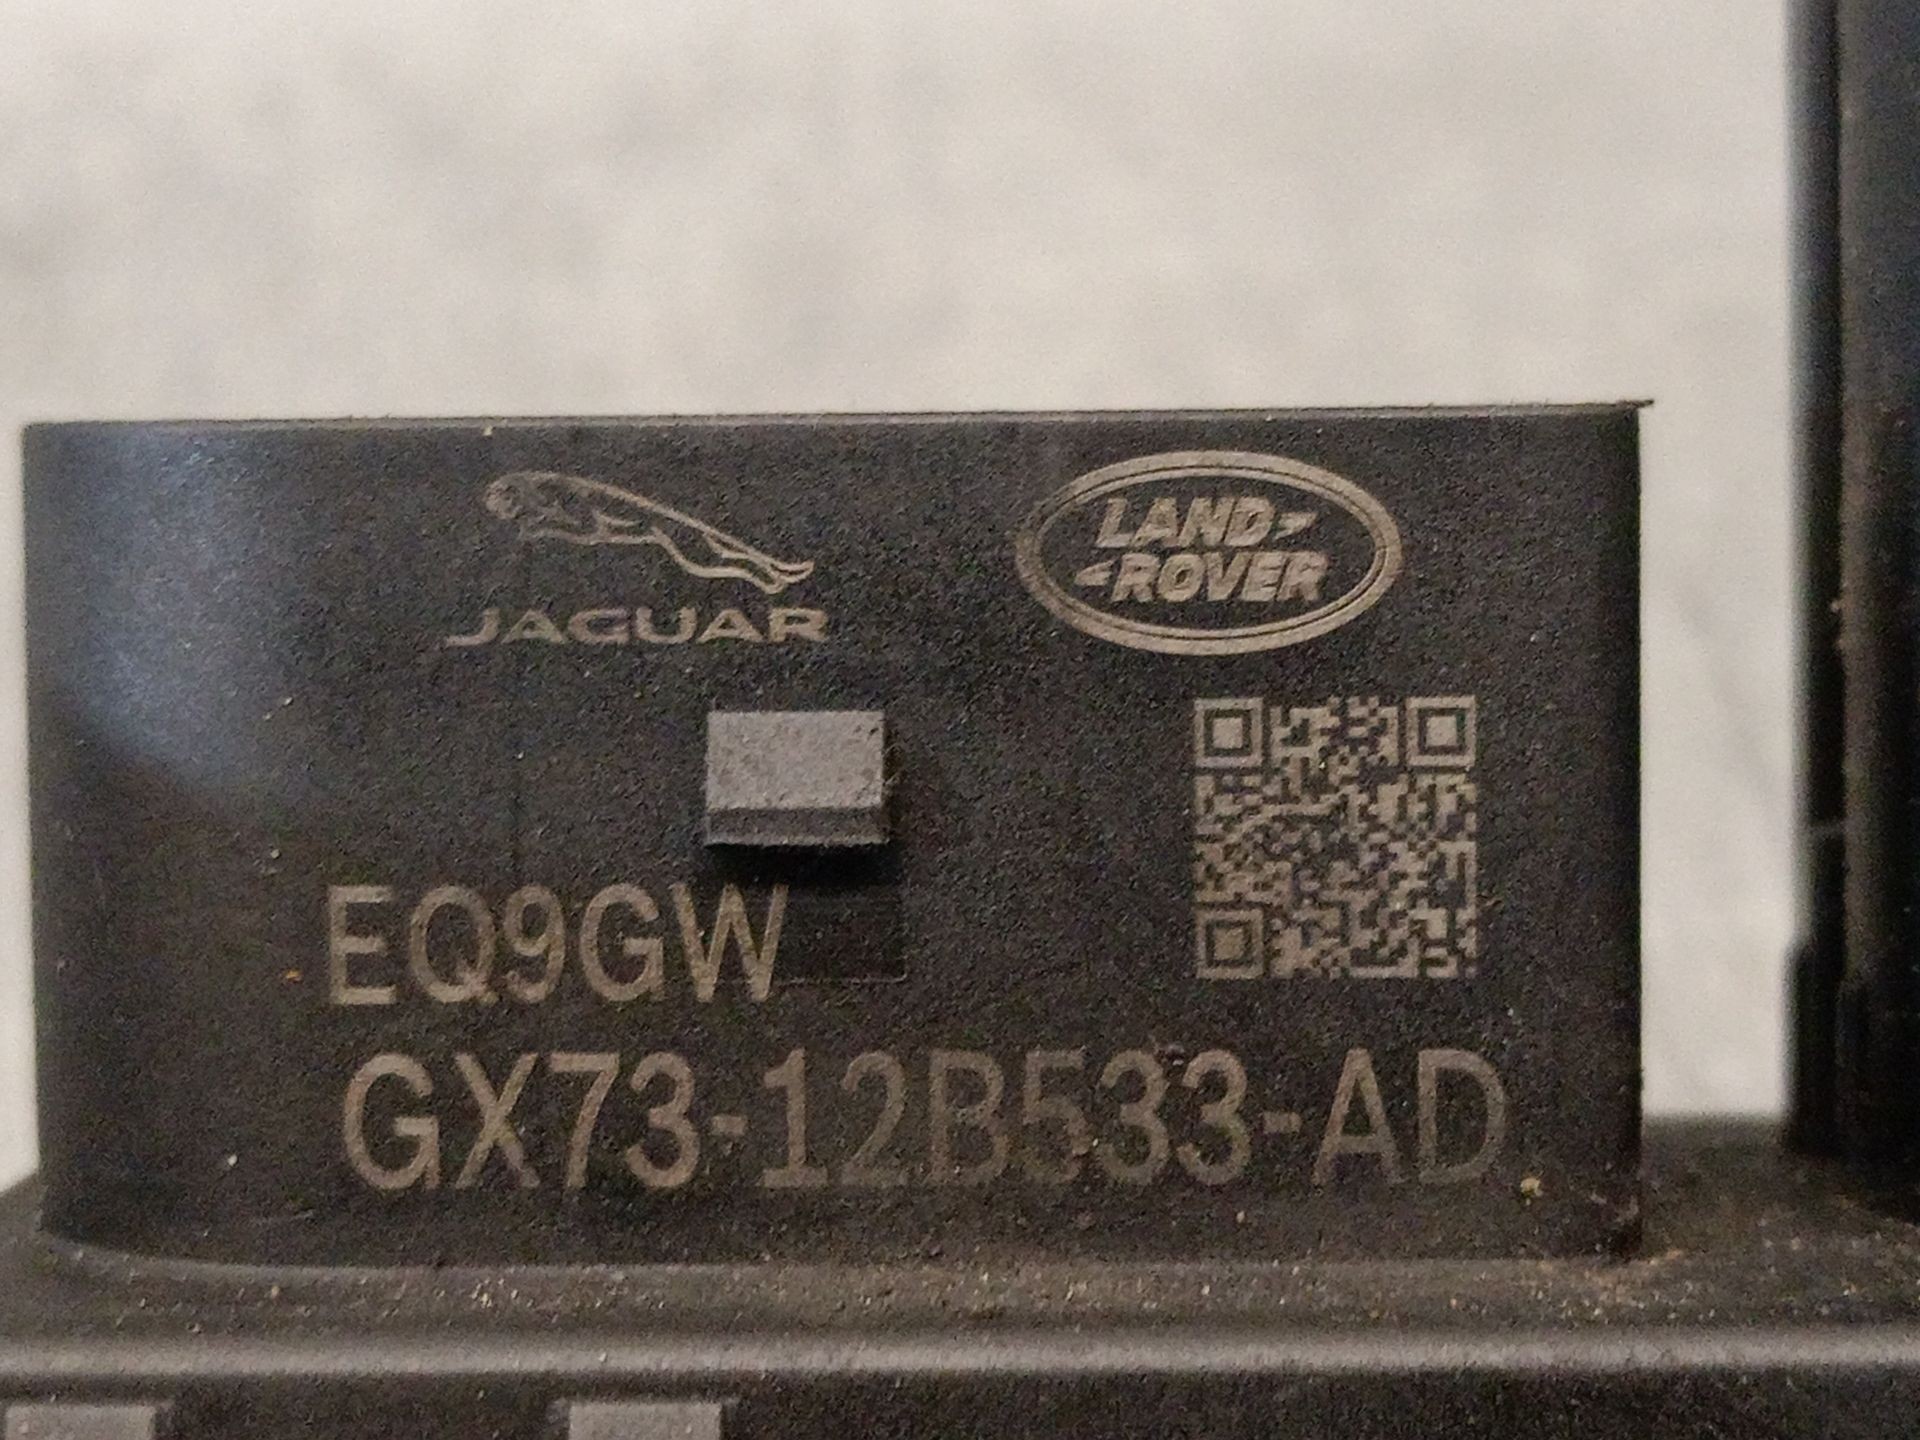 JAGUAR
LAND
ROVER
EQ9GW
GX73-12B533-AD